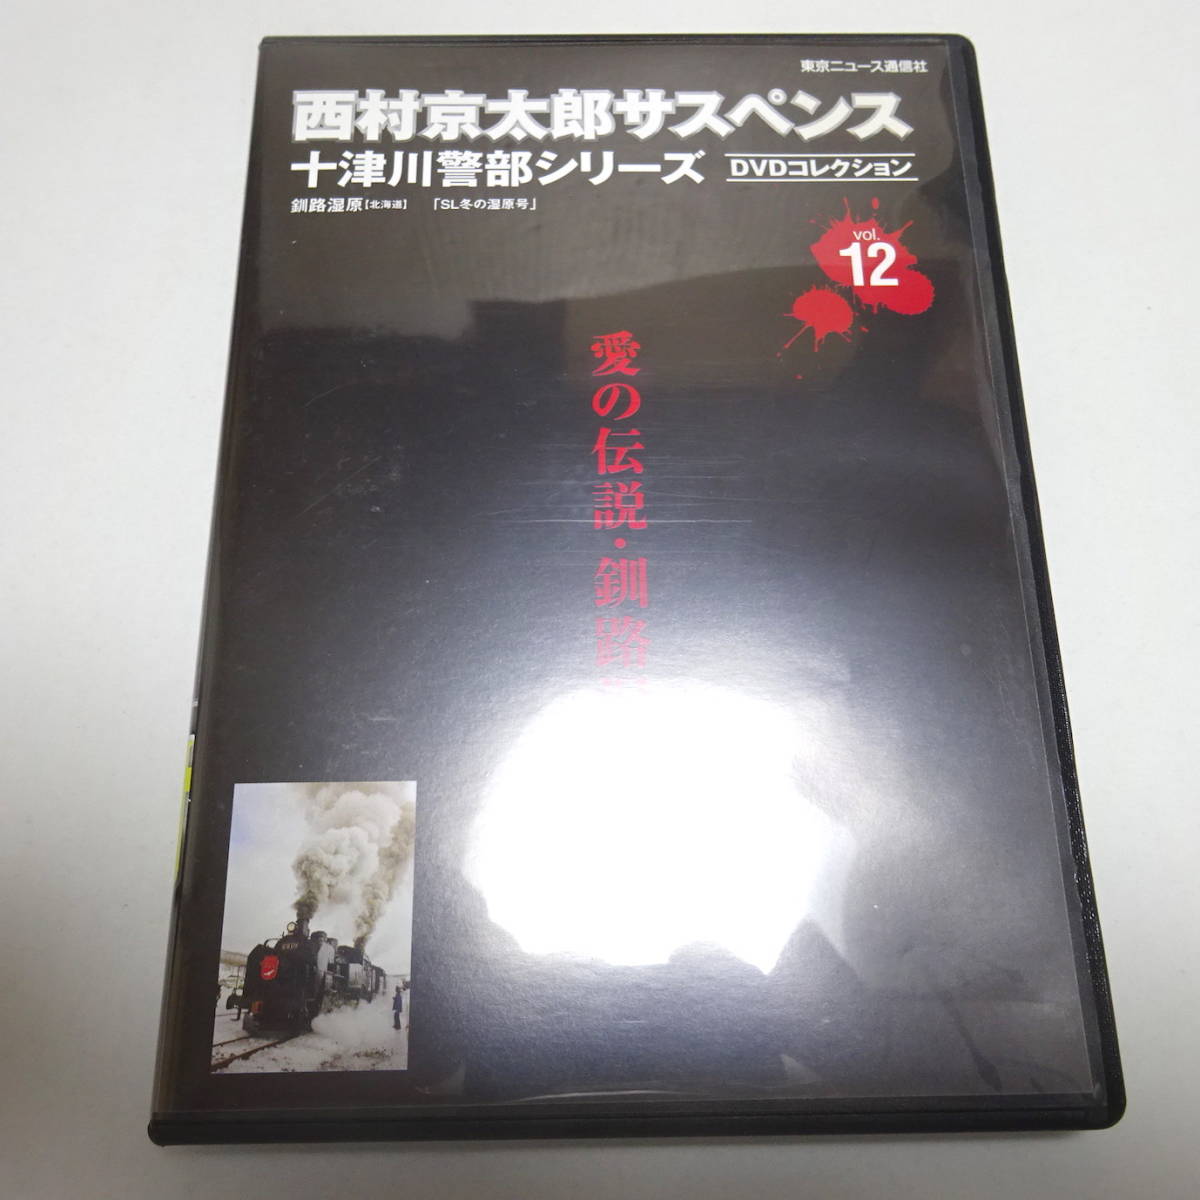 東京ニュース通信社
西村京太郎サスペンス
十津川警部シリーズ DVDコレクション
釧路湿原【北海道】 「SL冬の湿原号」
vol.
12
愛の伝説・釧路